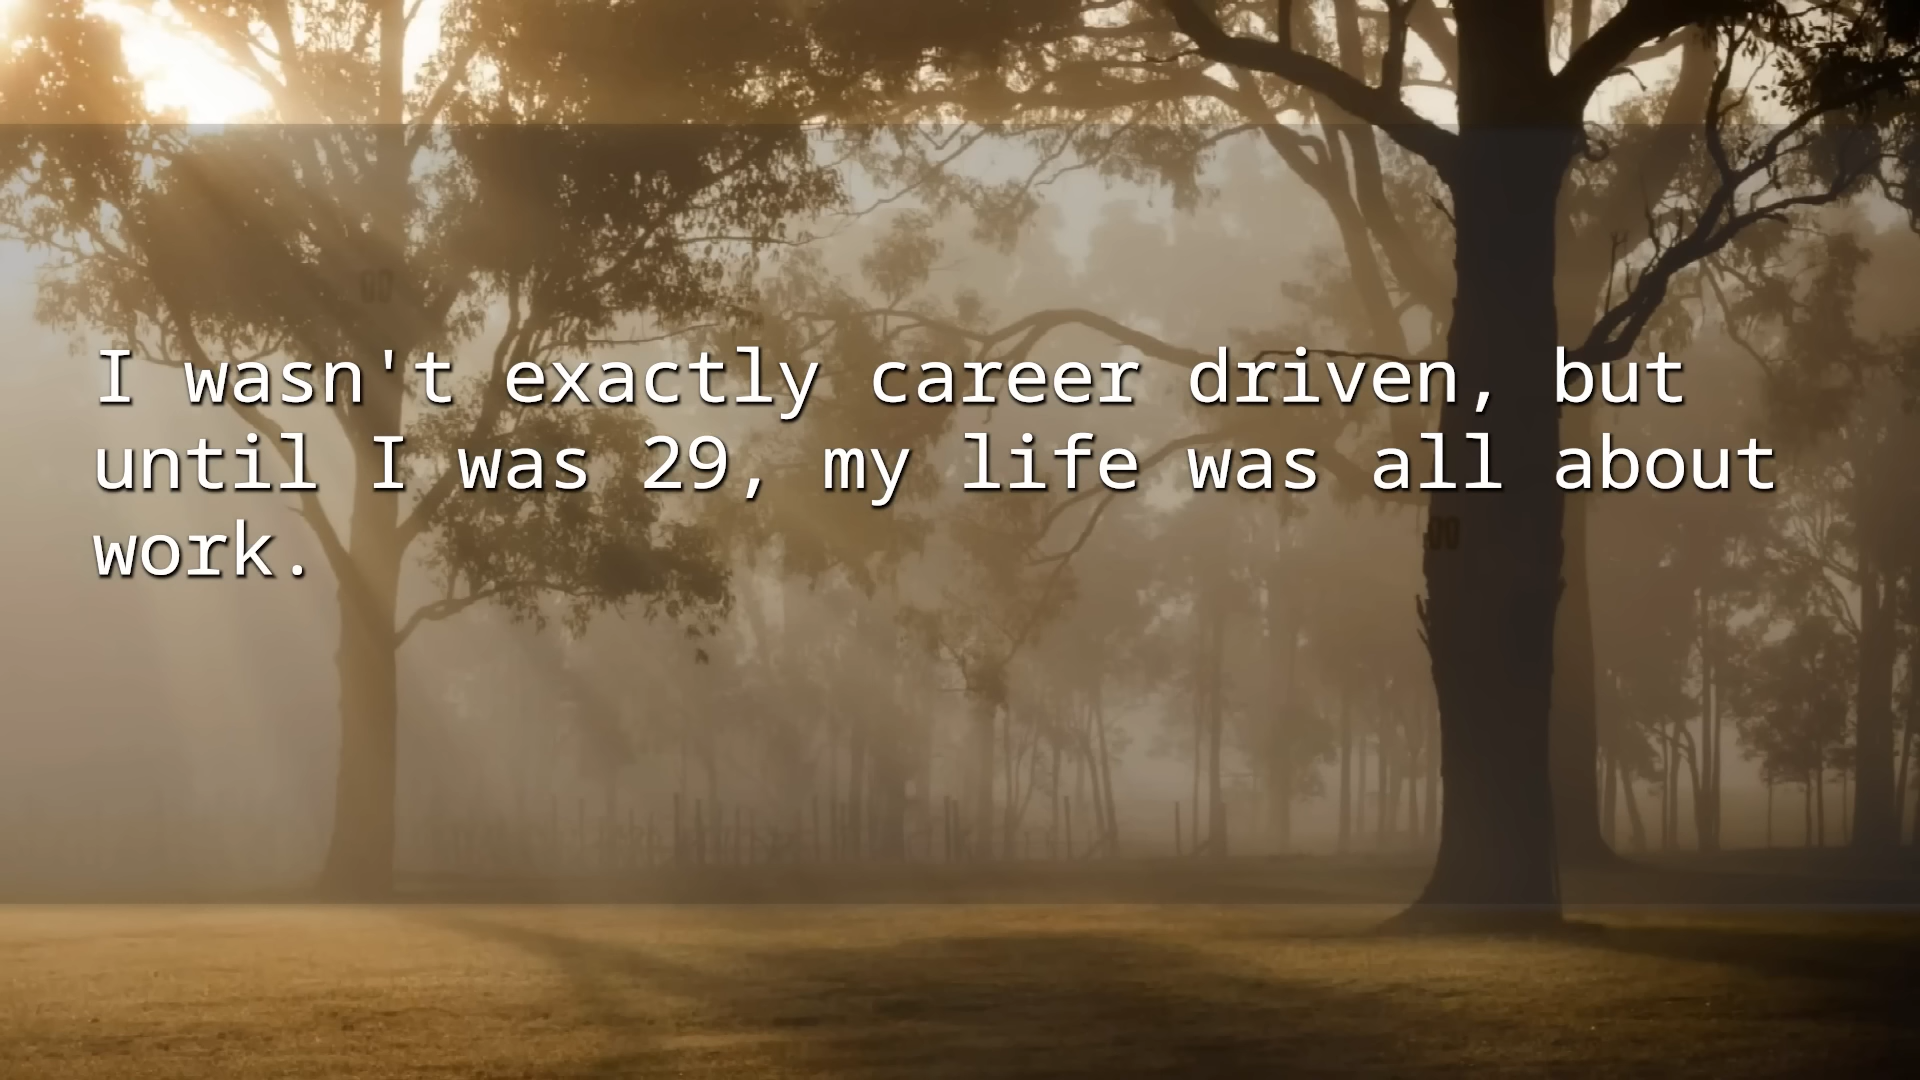 I wasn't exactly career driven, but
until I was 29, my life was all about
work.